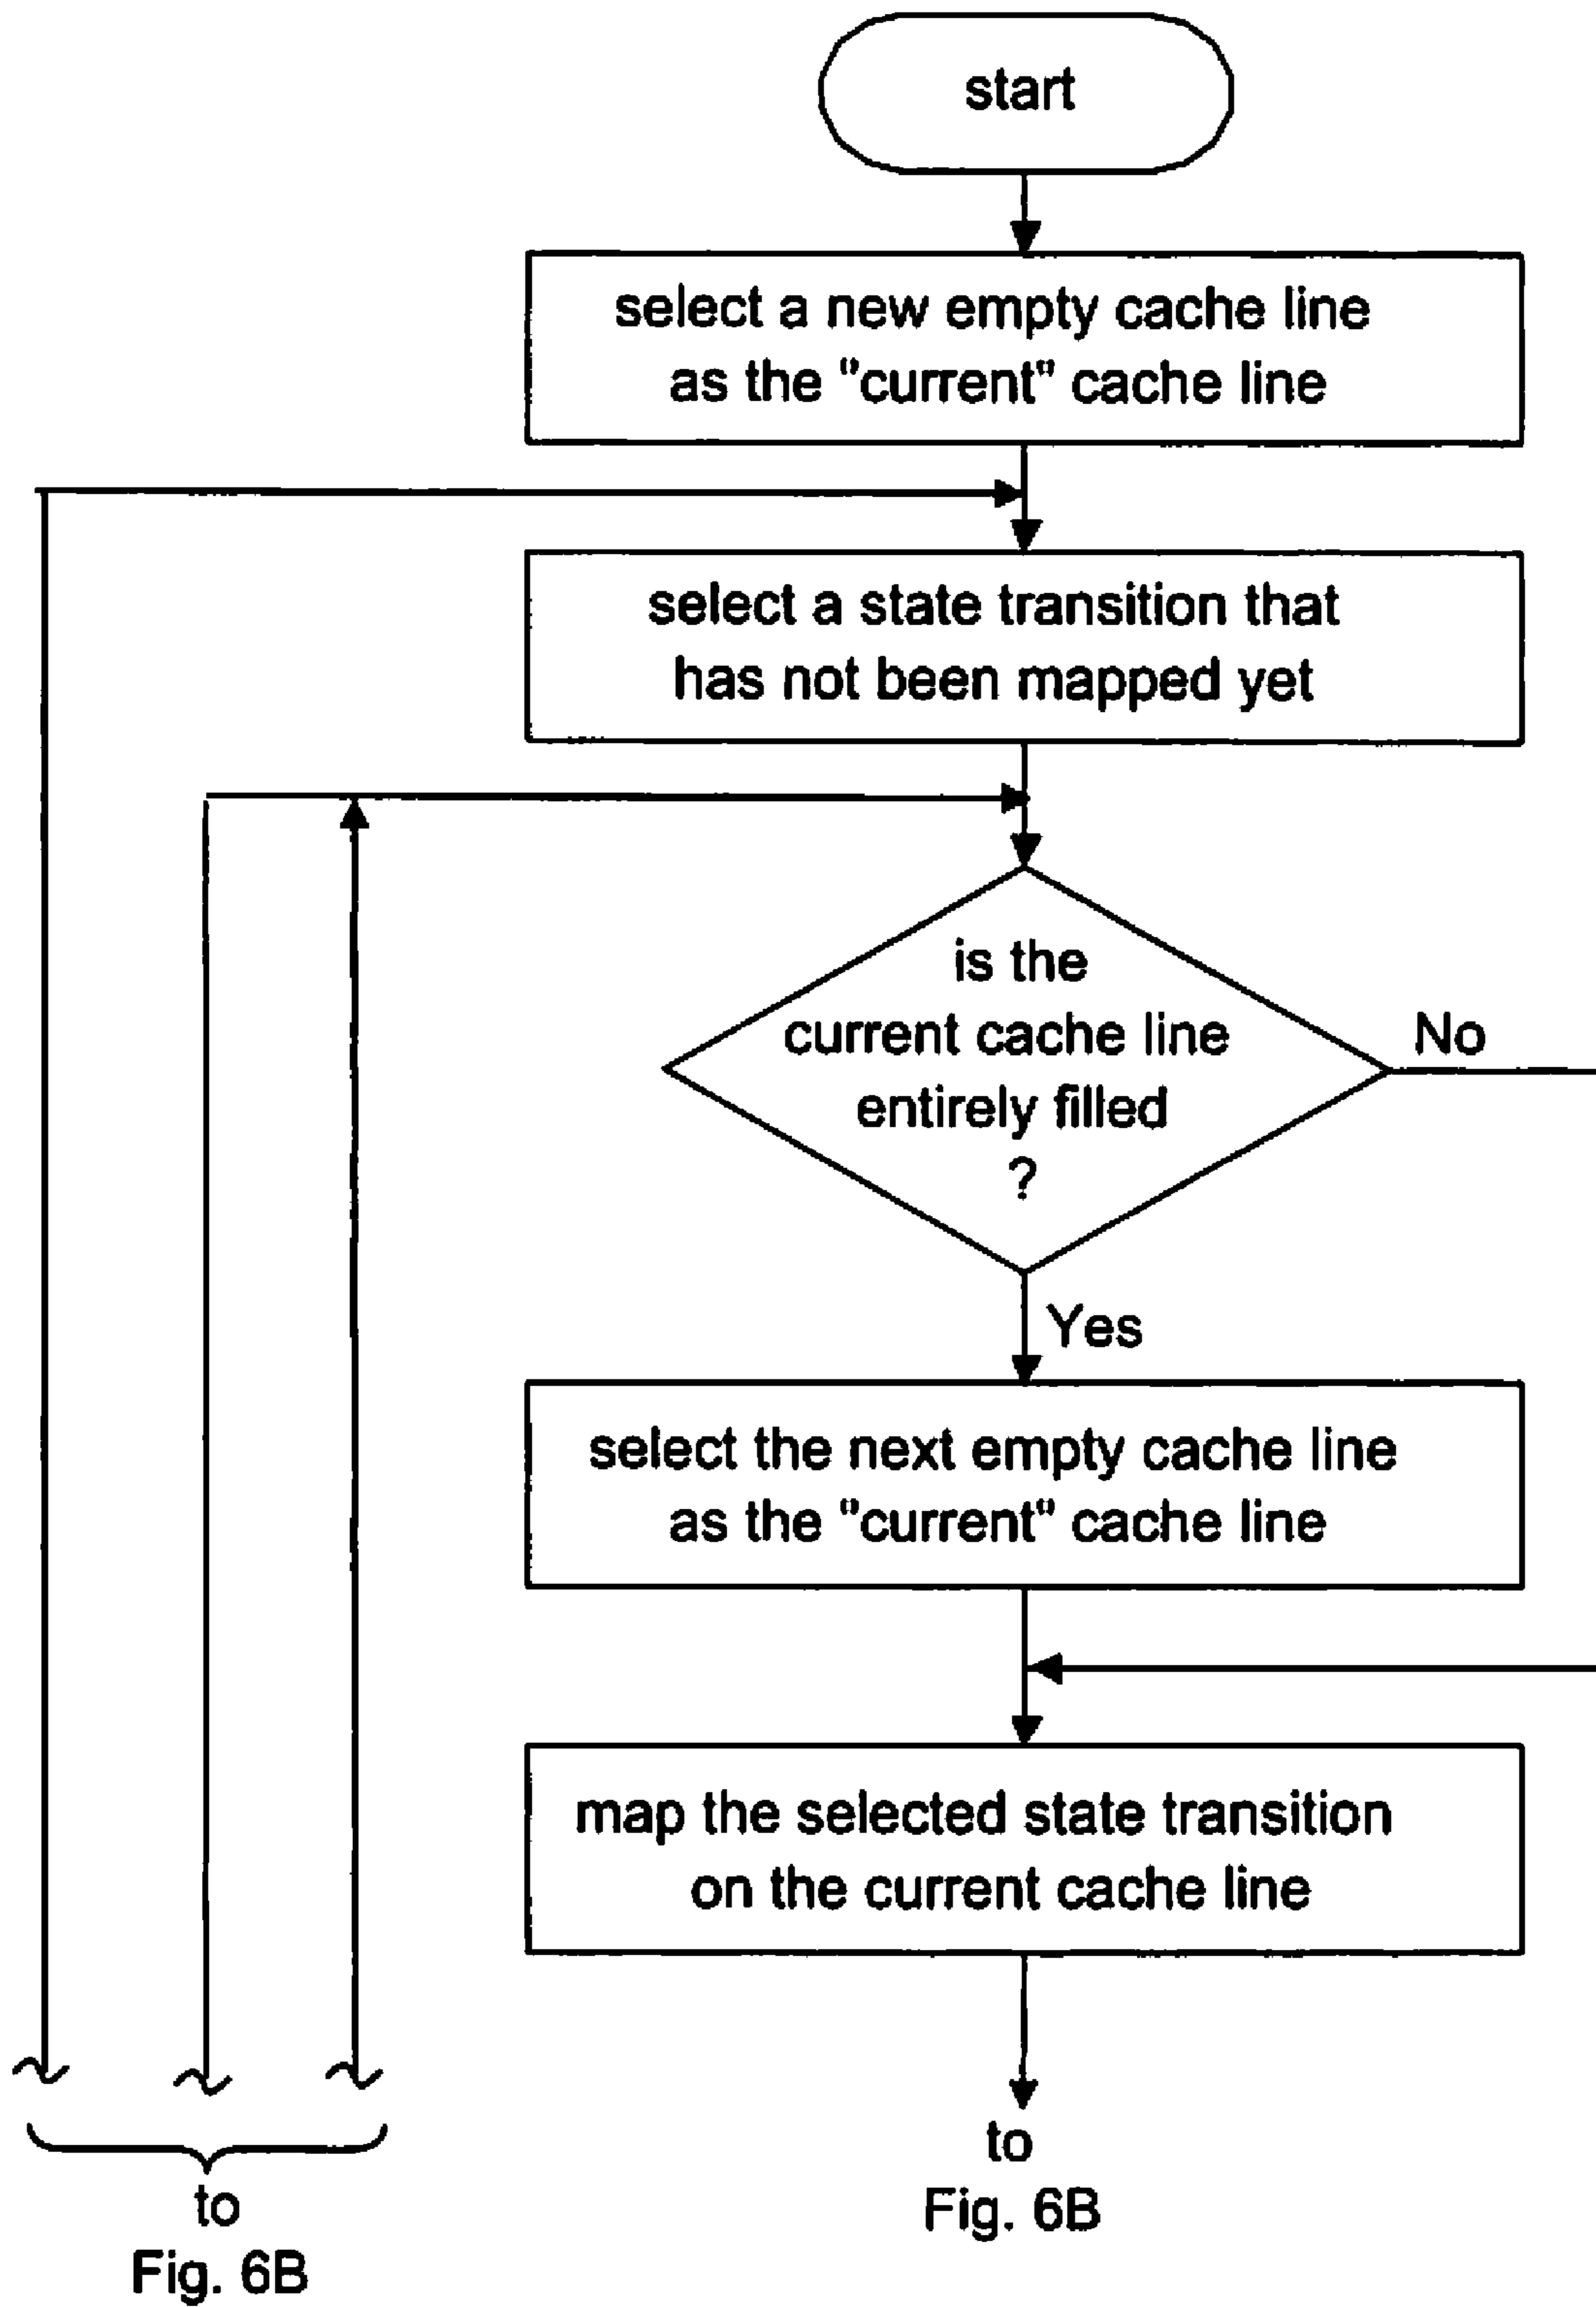 start
select a new empty cache line
as the "current" cache line
select a state transition that
has not been mapped yet
is the
current cache line
entirely filled
?
No
Yes
select the next empty cache line
as the "current" cache line
map the selected state transition
on the current cache line
to
Fig. 6B
to
Fig. 6B